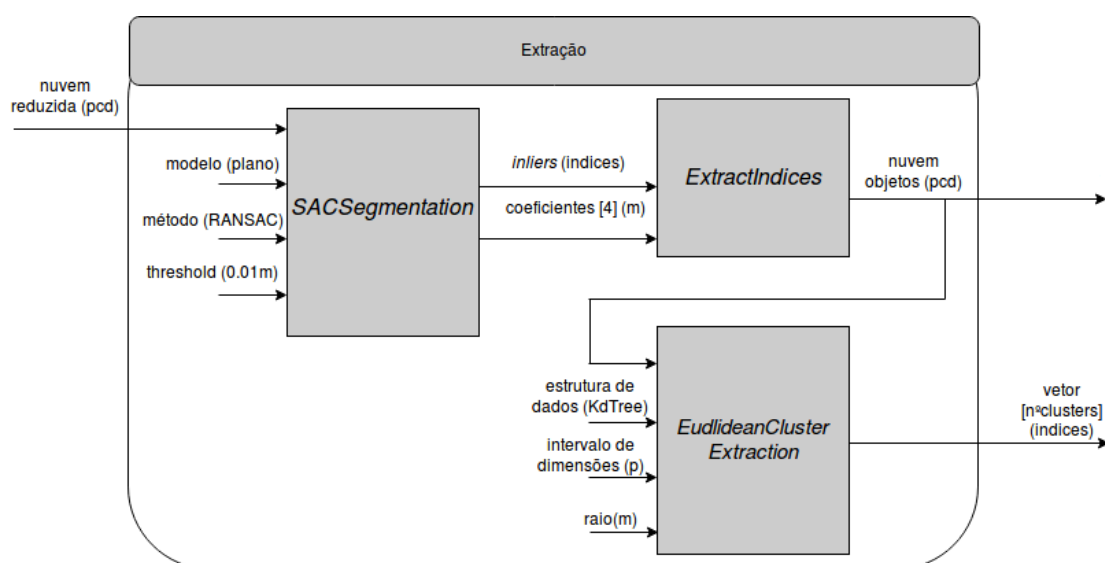 Extração
nuvem
reduzida (pcd)
modelo (plano)
método (RANSAC)
threshold (0.01m)
SACSegmentation
inliers (indices)
coeficientes [4] (m)
ExtractIndices
nuvem
objetos (pcd)
estrutura de
dados (KdTree)
intervalo de
dimensões (p)
raio(m)
EudlideanCluster
Extraction
vetor
[nºclusters]
(indices)